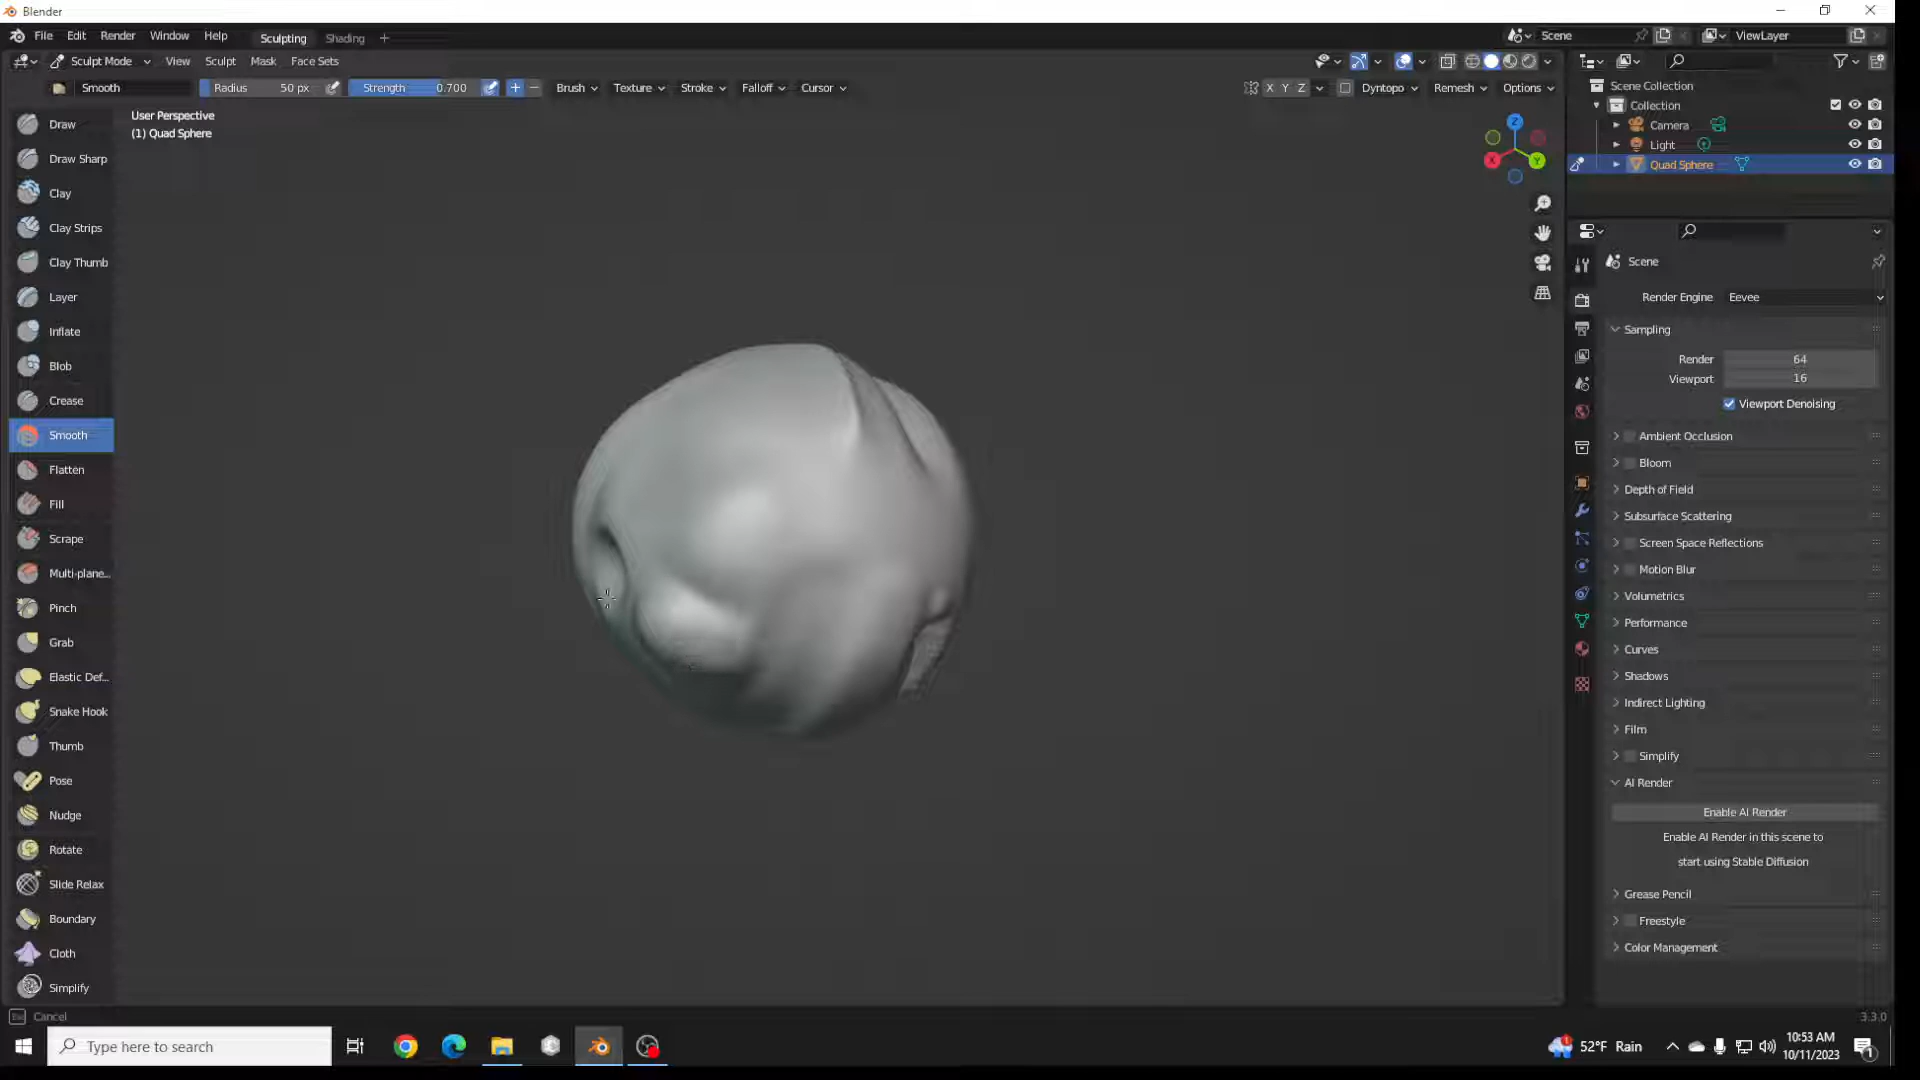 Blender
File Edit Render Window Help Sculpting Shading + Scene ViewLayer
Sculpt Mode View Sculpt Mask Face Sets
Smooth Radius 50 px Strength 0.700 + − Brush Texture Stroke Falloff Cursor X Y Z Dyntopo Remesh Options
User Perspective
(1) Quad Sphere
Draw
Draw Sharp
Clay
Clay Strips
Clay Thumb
Layer
Inflate
Blob
Crease
Smooth
Flatten
Fill
Scrape
Multi-plane...
Pinch
Grab
Elastic Def...
Snake Hook
Thumb
Pose
Nudge
Rotate
Slide Relax
Boundary
Cloth
Simplify
Z
X Y
Scene Collection
Collection
Camera
Light
Quad Sphere
Scene
Render Engine Eevee
Sampling
Render 64
Viewport 16
Viewport Denoising
Ambient Occlusion
Bloom
Depth of Field
Subsurface Scattering
Screen Space Reflections
Motion Blur
Volumetrics
Performance
Curves
Shadows
Indirect Lighting
Film
Simplify
AI Render
Enable AI Render
Enable AI Render in this scene to
start using Stable Diffusion
Grease Pencil
Freestyle
Color Management
Esc Cancel 3.3.0
Type here to search 52°F Rain 10:53 AM
10/11/2023 1